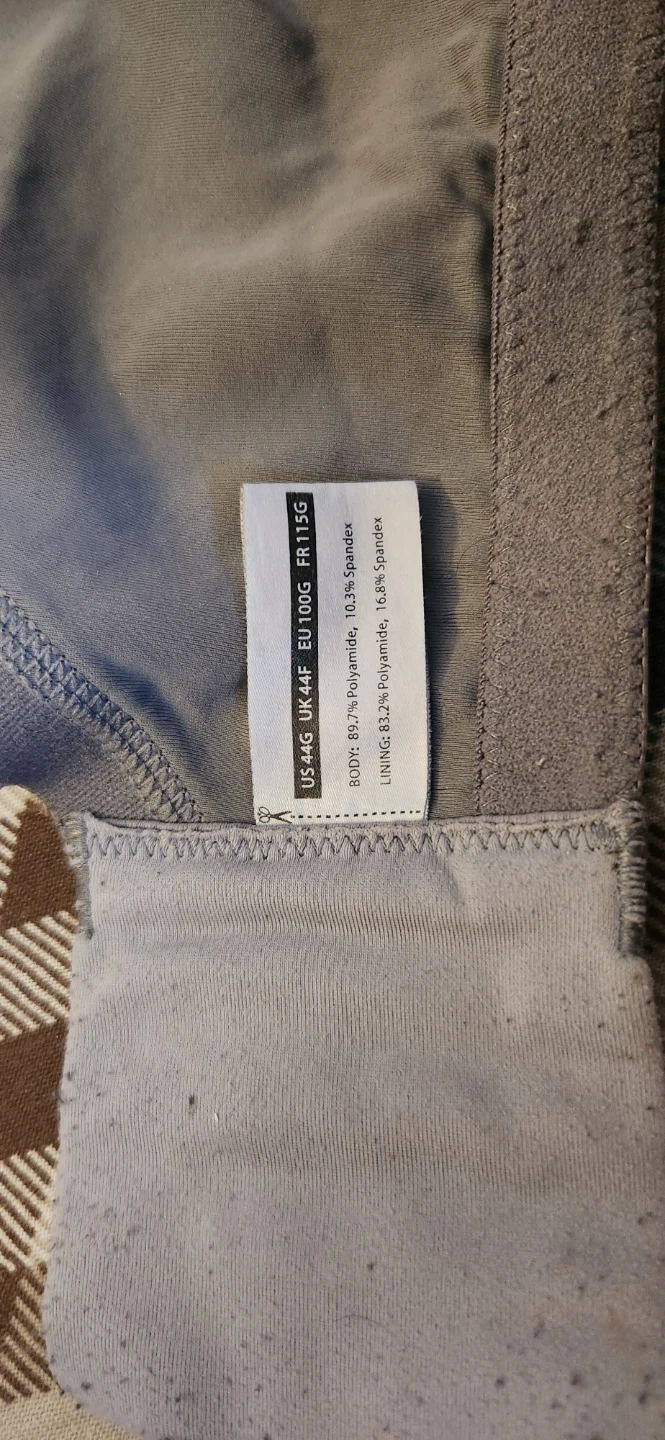 US 44G UK 44F EU 100G FR 115G
BODY: 89.7% Polyamide, 10.3% Spandex
LINING: 83.2% Polyamide, 16.8% Spandex